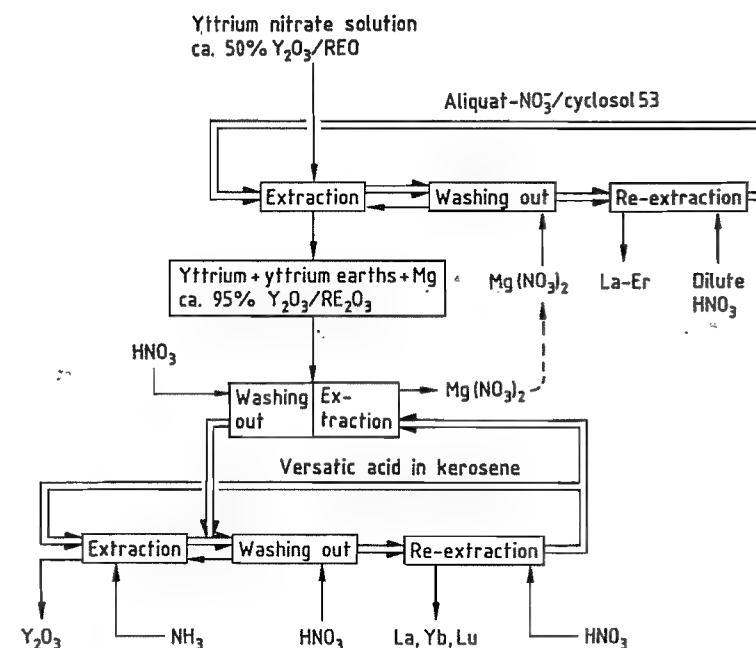 Yttrium nitrate solution
ca. 50% Y₂O₃/REO
Aliquat-NO₃⁻/cyclosol 53
Extraction
Washing out
Re-extraction
Yttrium + yttrium earths + Mg
ca. 95% Y₂O₃/RE₂O₃
Mg(NO₃)₂
La-Er
Dilute
HNO₃
HNO₃
Washing
out
Ex-
traction
Mg(NO₃)₂
Versatic acid in kerosene
Extraction
Washing out
Re-extraction
Y₂O₃
NH₃
HNO₃
La, Yb, Lu
HNO₃